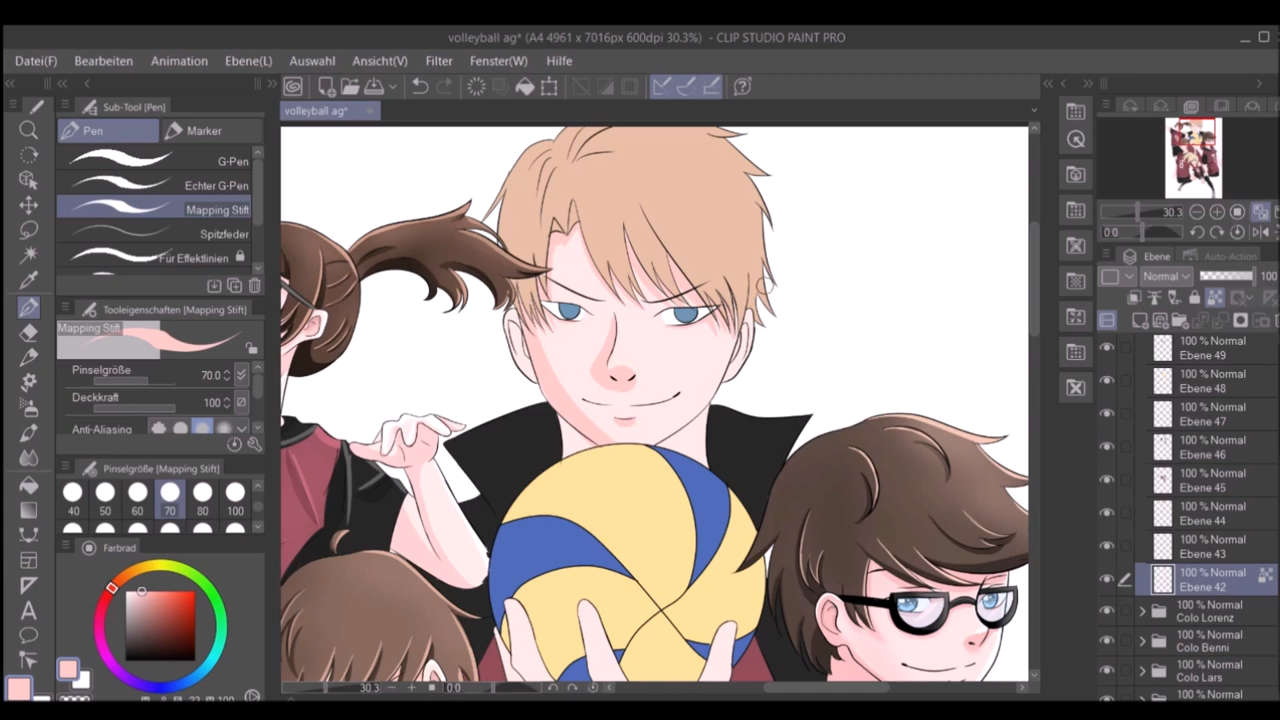 volleyball ag* (A4 4961 x 7016px 600dpi 30.3%) - CLIP STUDIO PAINT PRO
Datei(F) Bearbeiten Animation Ebene(L) Auswahl Ansicht(V) Filter Fenster(W) Hilfe
Sub-Tool [Pen]
volleyball ag*
Pen Marker
G-Pen
Echter G-Pen
Mapping Stift
Spitzfeder
Für Effektlinien
Tooleigenschaften [Mapping Stift]
Mapping Stift
Pinselgröße 70.0
Deckkraft 100
Anti-Aliasing
Pinselgröße [Mapping Stift]
40 50 60 70 80 100
Farbrad
30.3 0.0
30.3
0.0
Ebene Auto-Action
Normal 100
100 % Normal
Ebene 49
100 % Normal
Ebene 48
100 % Normal
Ebene 47
100 % Normal
Ebene 46
100 % Normal
Ebene 45
100 % Normal
Ebene 44
100 % Normal
Ebene 43
100 % Normal
Ebene 42
100 % Normal
Colo Lorenz
100 % Normal
Colo Benni
100 % Normal
Colo Lars
100 % Normal